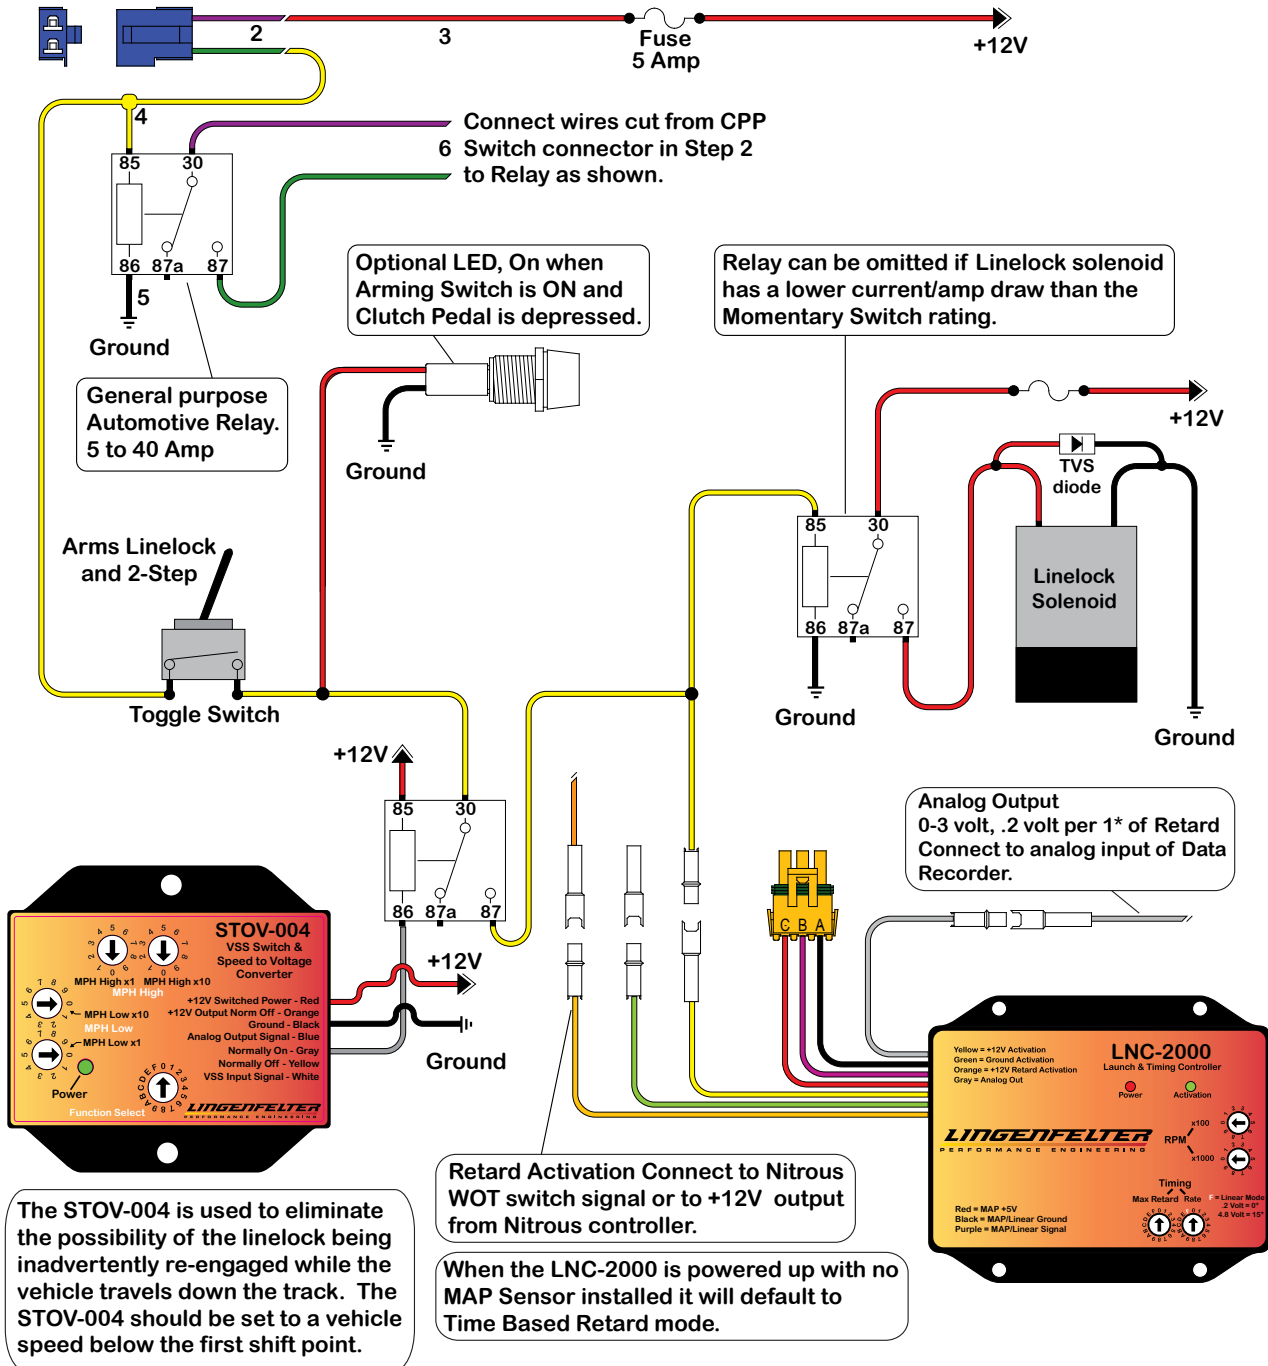 2
3
Fuse
5 Amp
+12V
4
Connect wires cut from CPP
6 Switch connector in Step 2
to Relay as shown.
85 30
86 87a 87
5
Ground
General purpose
Automotive Relay.
5 to 40 Amp
Optional LED, On when
Arming Switch is ON and
Clutch Pedal is depressed.
Ground
Relay can be omitted if Linelock solenoid
has a lower current/amp draw than the
Momentary Switch rating.
+12V
TVS
diode
85 30
86 87a 87
Ground
Linelock
Solenoid
Ground
Arms Linelock
and 2-Step
Toggle Switch
+12V
85 30
86 87a 87
+12V
Ground
STOV-004
VSS Switch &
Speed to Voltage
Converter
MPH High x1 MPH High x10
MPH High
MPH Low x10
MPH Low
MPH Low x1
Power
Function Select
+12V Switched Power - Red
+12V Output Norm Off - Orange
Ground - Black
Analog Output Signal - Blue
Normally On - Gray
Normally Off - Yellow
VSS Input Signal - White
LINGENFELTER
PERFORMANCE ENGINEERING
C B A
Analog Output
0-3 volt, .2 volt per 1* of Retard
Connect to analog input of Data
Recorder.
Yellow = +12V Activation
Green = Ground Activation
Orange = +12V Retard Activation
Gray = Analog Out
LNC-2000
Launch & Timing Controller
Power Activation
LINGENFELTER
PERFORMANCE ENGINEERING
x100
RPM
x1000
Timing
Max Retard Rate
F = Linear Mode
.2 Volt = 0°
4.8 Volt = 15°
Red = MAP +5V
Black = MAP/Linear Ground
Purple = MAP/Linear Signal
Retard Activation Connect to Nitrous
WOT switch signal or to +12V output
from Nitrous controller.
When the LNC-2000 is powered up with no
MAP Sensor installed it will default to
Time Based Retard mode.
The STOV-004 is used to eliminate
the possibility of the linelock being
inadvertently re-engaged while the
vehicle travels down the track. The
STOV-004 should be set to a vehicle
speed below the first shift point.